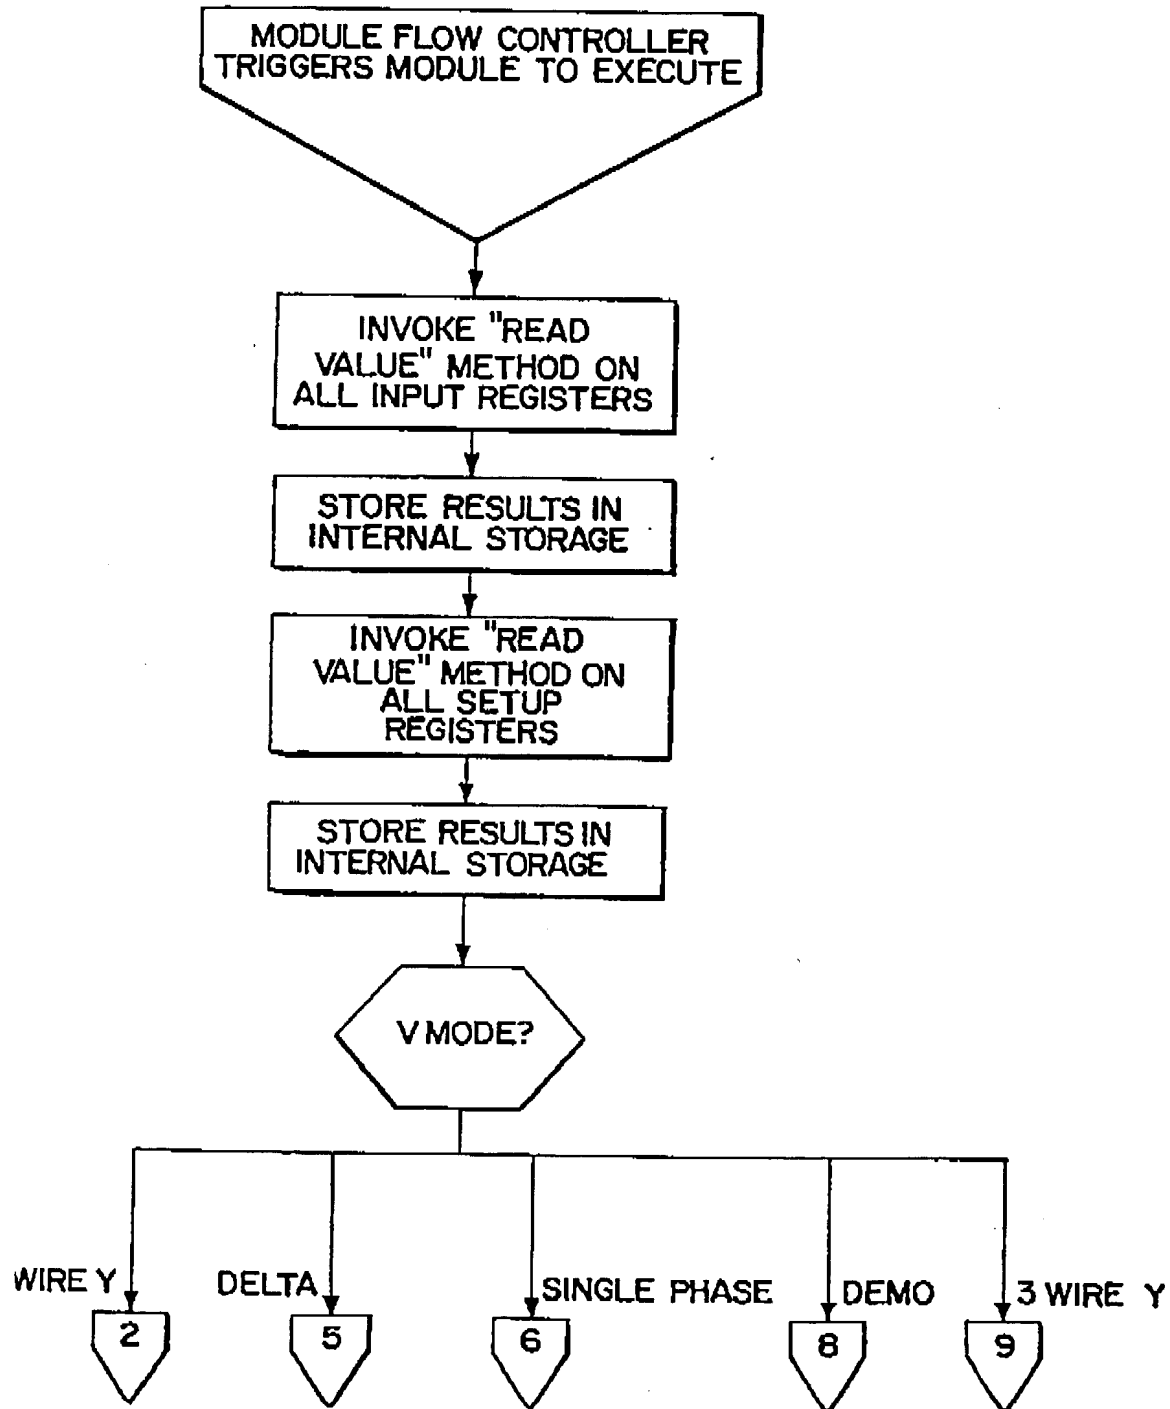 MODULE FLOW CONTROLLER
TRIGGERS MODULE TO EXECUTE
INVOKE "READ
VALUE" METHOD ON
ALL INPUT REGISTERS
STORE RESULTS IN
INTERNAL STORAGE
INVOKE "READ
VALUE" METHOD ON
ALL SETUP
REGISTERS
STORE RESULTS IN
INTERNAL STORAGE
V MODE?
WIRE Y
DELTA
SINGLE PHASE
DEMO
3 WIRE Y
2
5
6
8
9